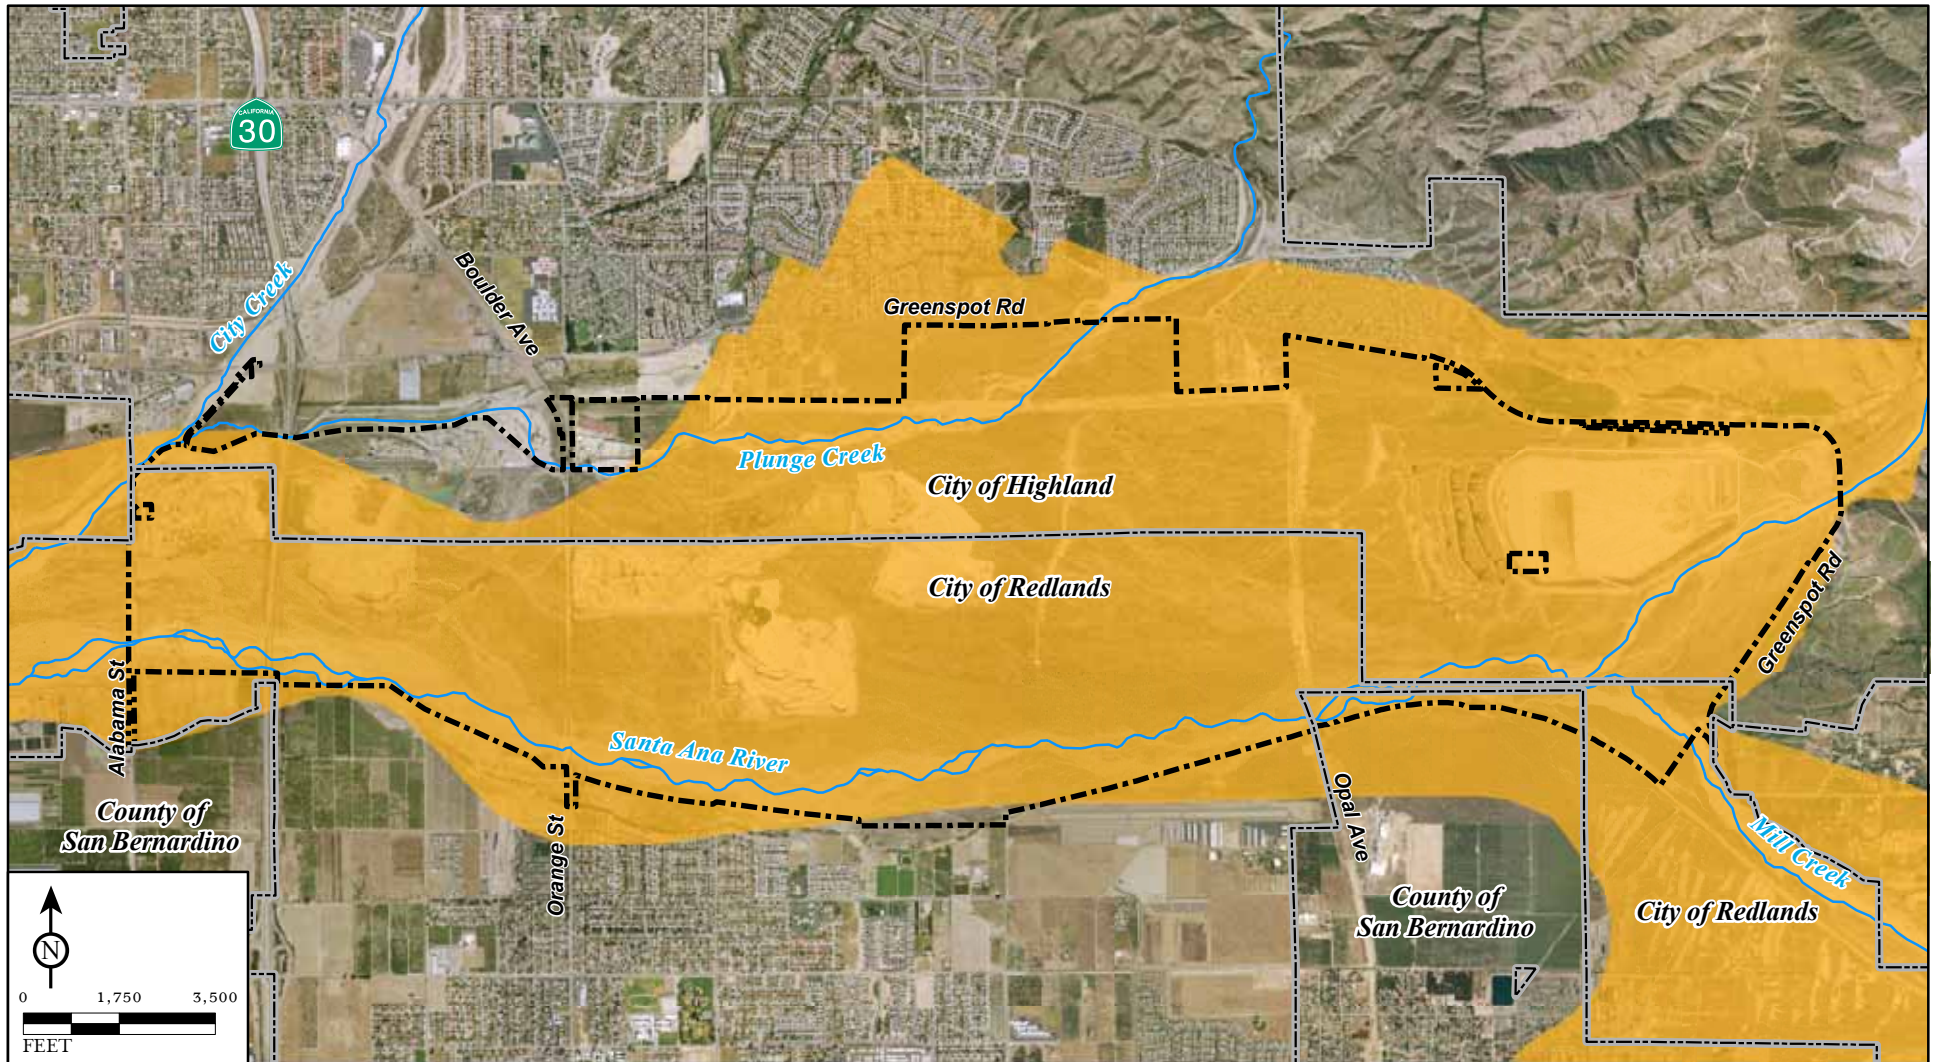 CALIFORNIA
30
City Creek
Boulder Ave
Greenspot Rd
Plunge Creek
City of Highland
City of Redlands
Greenspot Rd
Alabama St
Santa Ana River
County of
San Bernardino
Orange St
Opal Ave
Mill Creek
County of
San Bernardino
City of Redlands
N
0 1,750 3,500
FEET